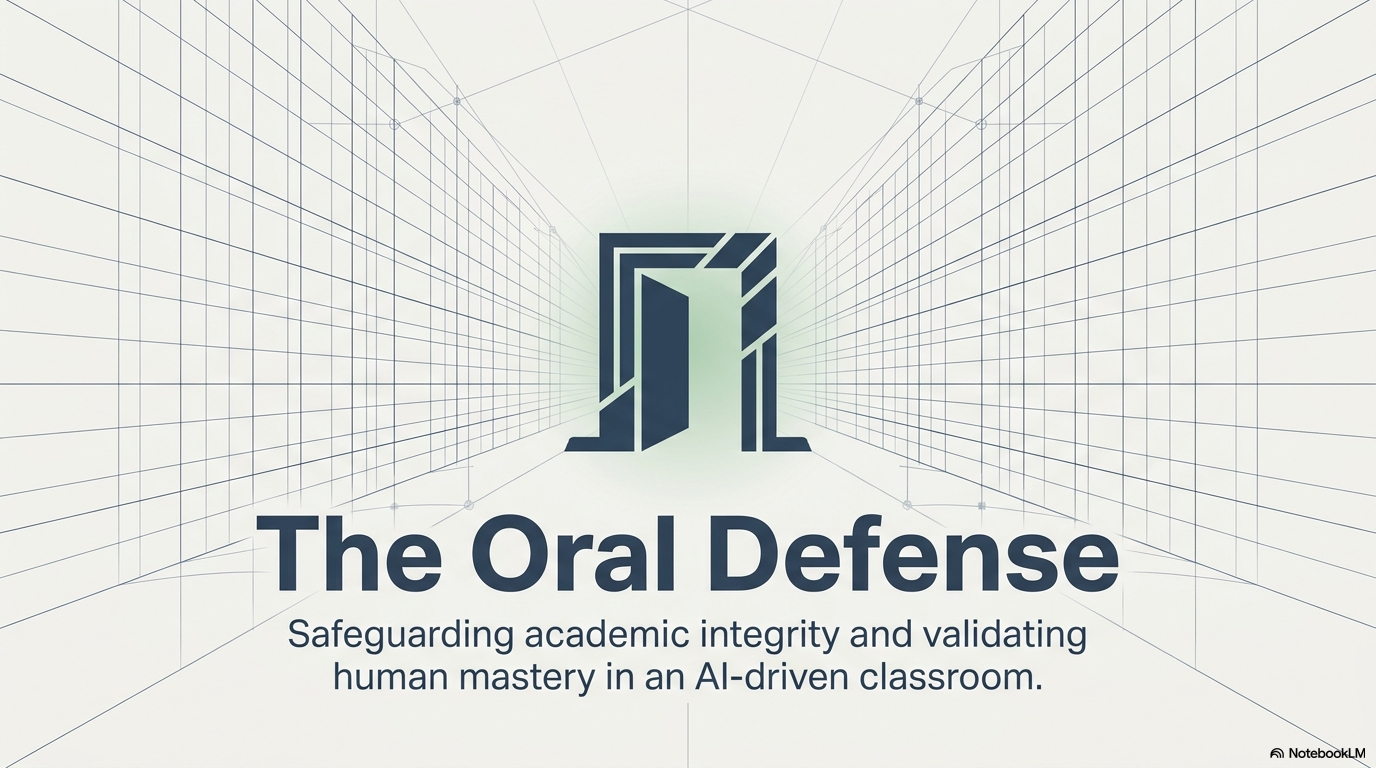 The Oral Defense
Safeguarding academic integrity and validating
human mastery in an AI-driven classroom.
NotebookLM